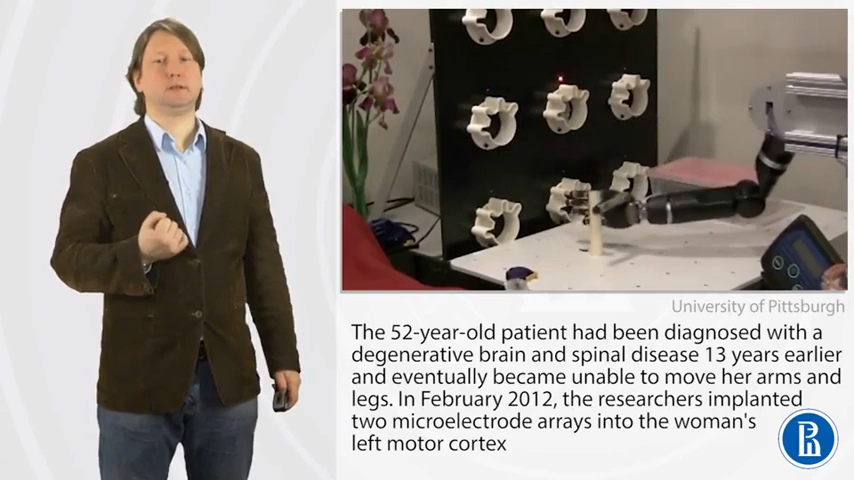 University of Pittsburgh
The 52-year-old patient had been diagnosed with a
degenerative brain and spinal disease 13 years earlier
and eventually became unable to move her arms and
legs. In February 2012, the researchers implanted
two microelectrode arrays into the woman's
left motor cortex